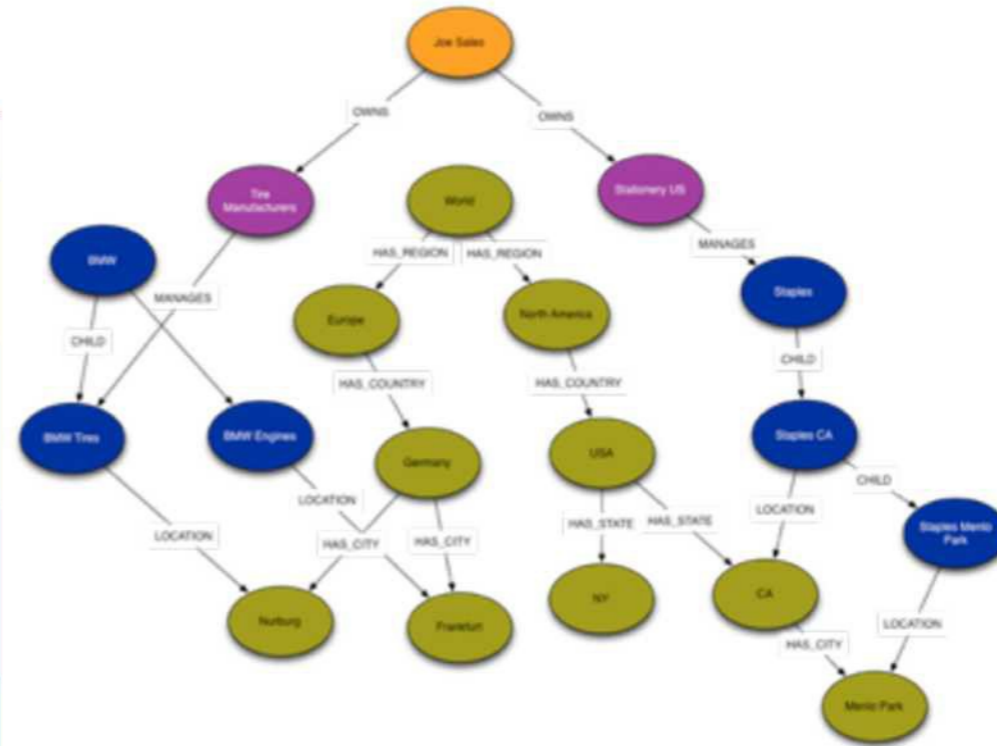 Joe Sales
OWNS
OWNS
Tire
Manufacturers
World
Stationery US
BMW
HAS_REGION
HAS_REGION
MANAGES
MANAGES
Staples
Europe
North America
CHILD
CHILD
HAS_COUNTRY
HAS_COUNTRY
BMW Tires
BMW Engines
Staples CA
Germany
USA
CHILD
LOCATION
LOCATION
HAS_STATE
HAS_STATE
LOCATION
HAS_CITY
HAS_CITY
Staples Menlo
Park
Nurburg
Frankfurt
NY
CA
LOCATION
HAS_CITY
Menlo Park